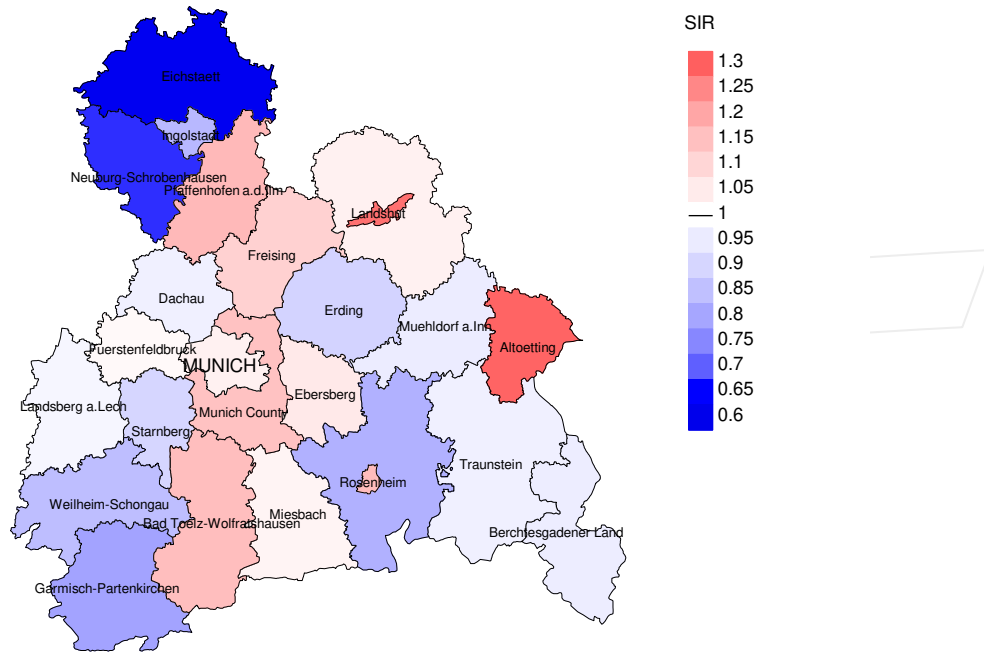 SIR
1.3
1.25
1.2
1.15
1.1
1.05
1
0.95
0.9
0.85
0.8
0.75
0.7
0.65
0.6
Eichstaett
Ingolstadt
Neuburg-Schrobenhausen
Pfaffenhofen a.d.Ilm
Landshut
Freising
Dachau
Erding
Muehldorf a.Inn
Altoetting
Fuerstenfeldbruck
MUNICH
Ebersberg
Landsberg a.Lech
Munich County
Starnberg
Traunstein
Rosenheim
Weilheim-Schongau
Miesbach
Bad Toelz-Wolfratshausen
Berchtesgadener Land
Garmisch-Partenkirchen